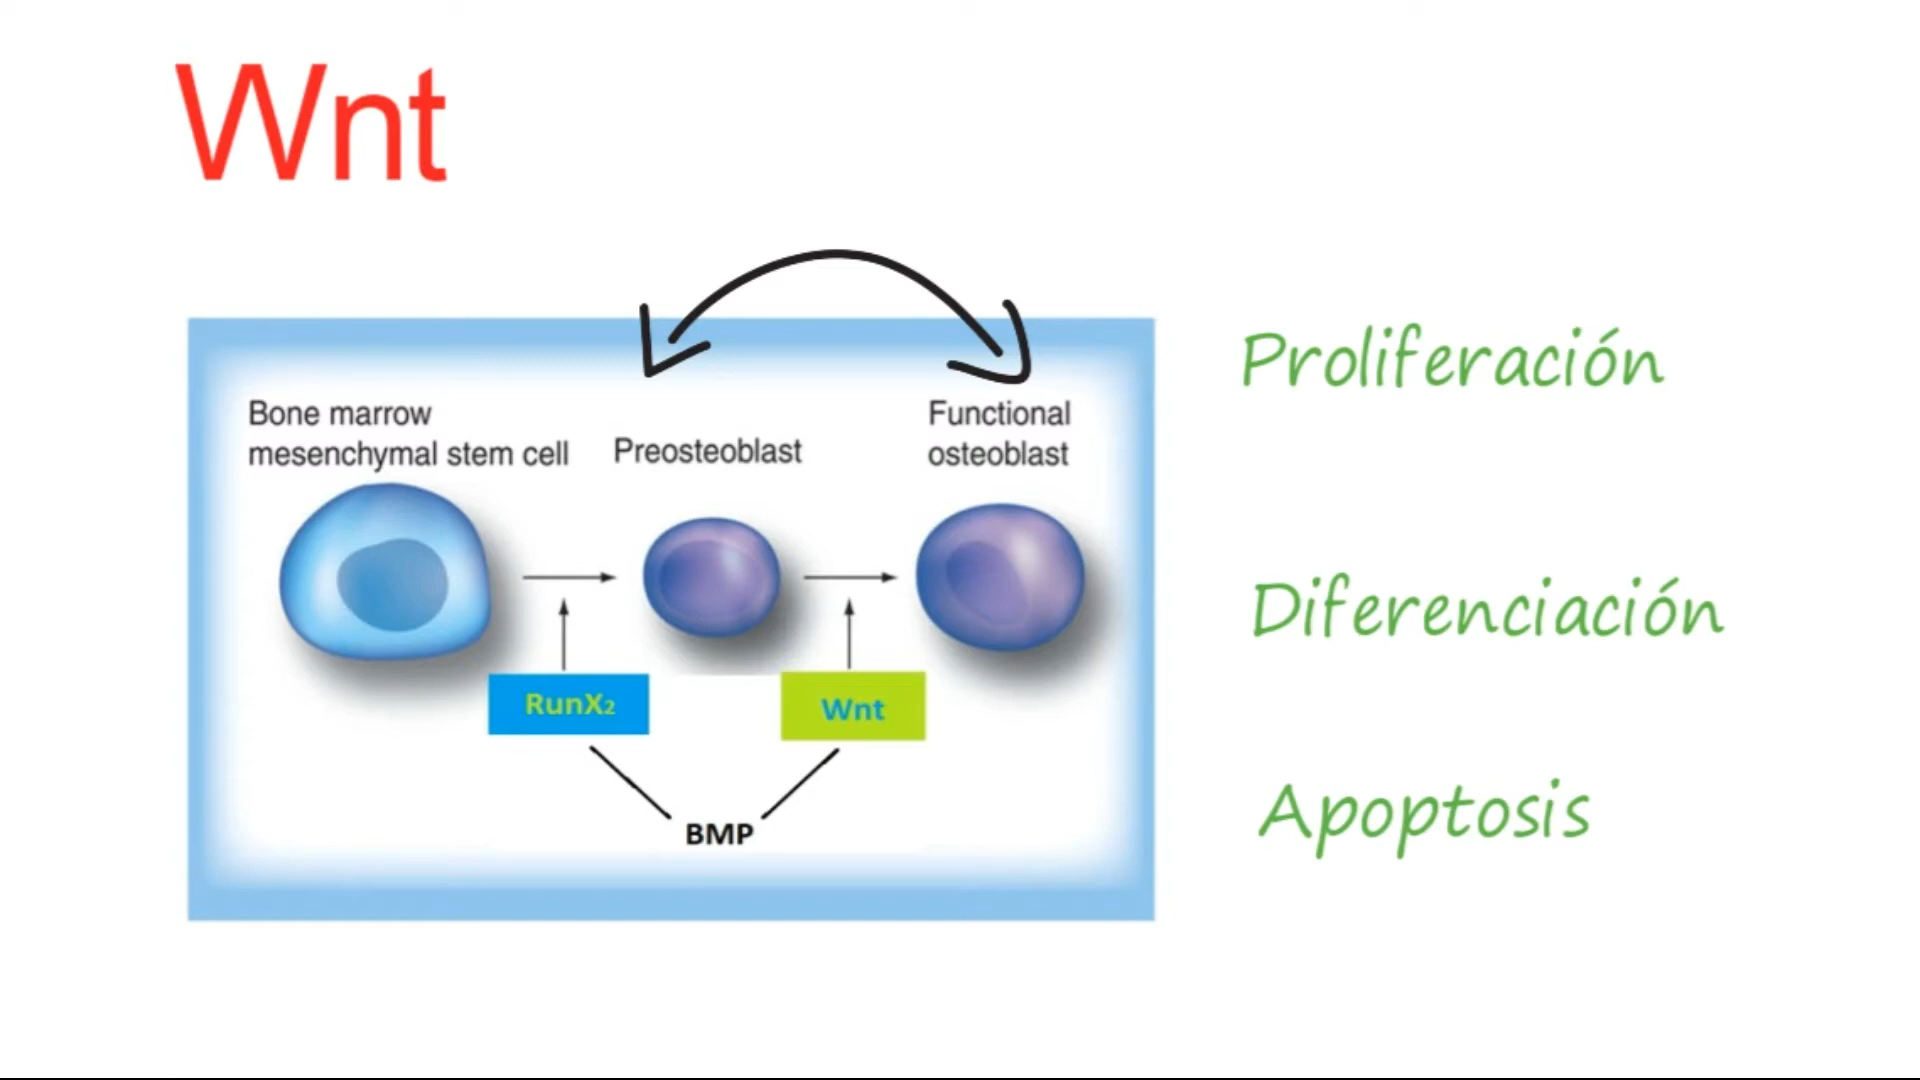 Wnt
Bone marrow
mesenchymal stem cell
Preosteoblast
Functional
osteoblast
RunX₂
Wnt
BMP
Proliferación
Diferenciación
Apoptosis